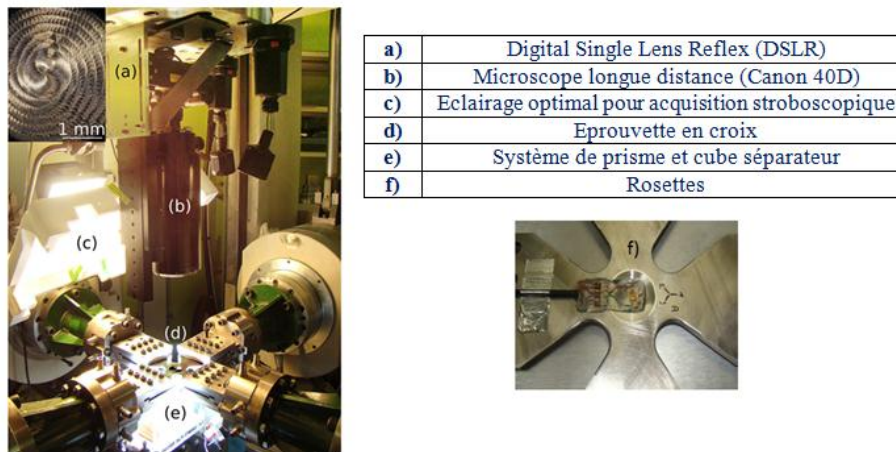 1 mm
(a)
(b)
(c)
(d)
(e)
a) Digital Single Lens Reflex (DSLR)
b) Microscope longue distance (Canon 40D)
c) Eclairage optimal pour acquisition stroboscopique
d) Eprouvette en croix
e) Système de prisme et cube séparateur
f) Rosettes
f)